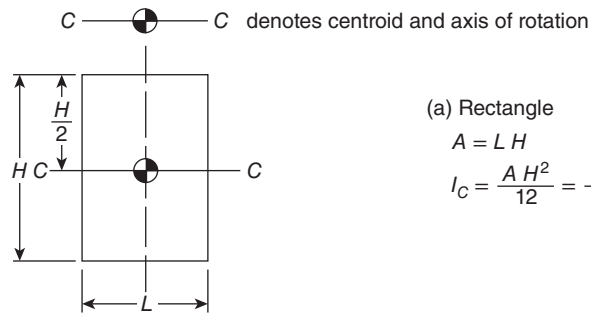 C C denotes centroid and axis of rotation
H/2
H C C
L
(a) Rectangle
A = L H
I_C = A H² / 12 = –